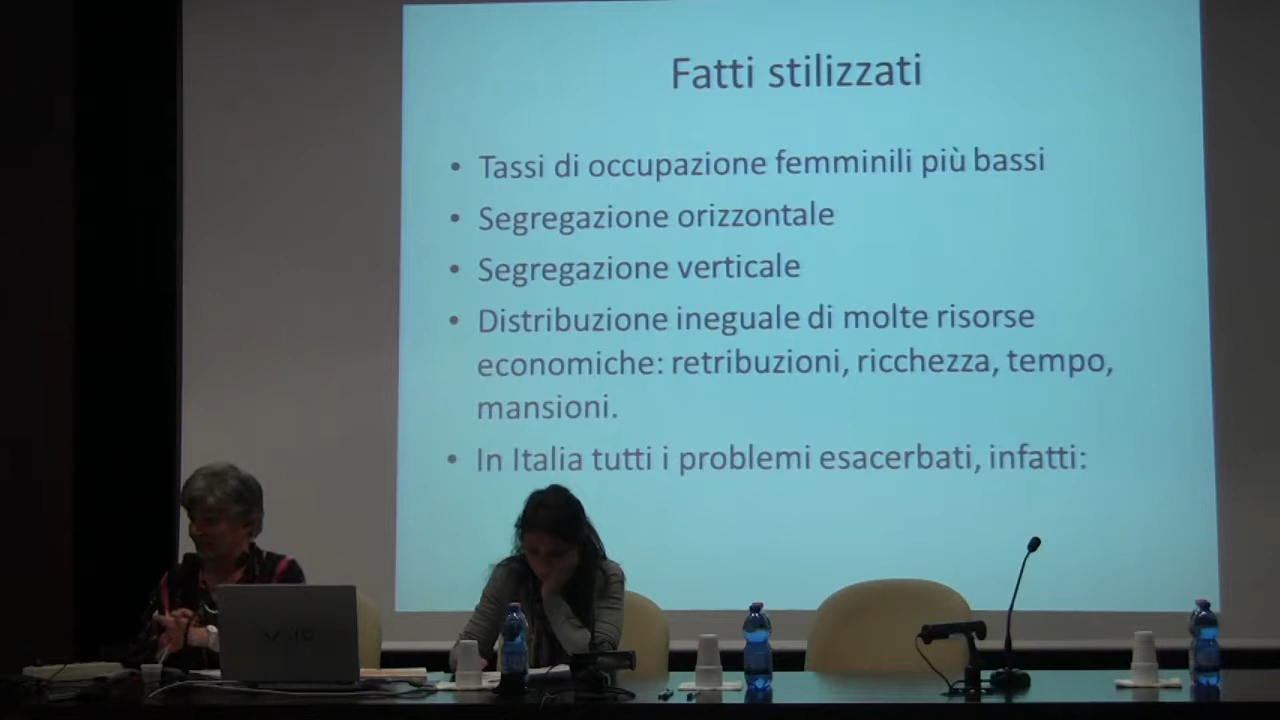 Fatti stilizzati
• Tassi di occupazione femminili più bassi
• Segregazione orizzontale
• Segregazione verticale
• Distribuzione ineguale di molte risorse
economiche: retribuzioni, ricchezza, tempo,
mansioni.
• In Italia tutti i problemi esacerbati, infatti:
VAIO